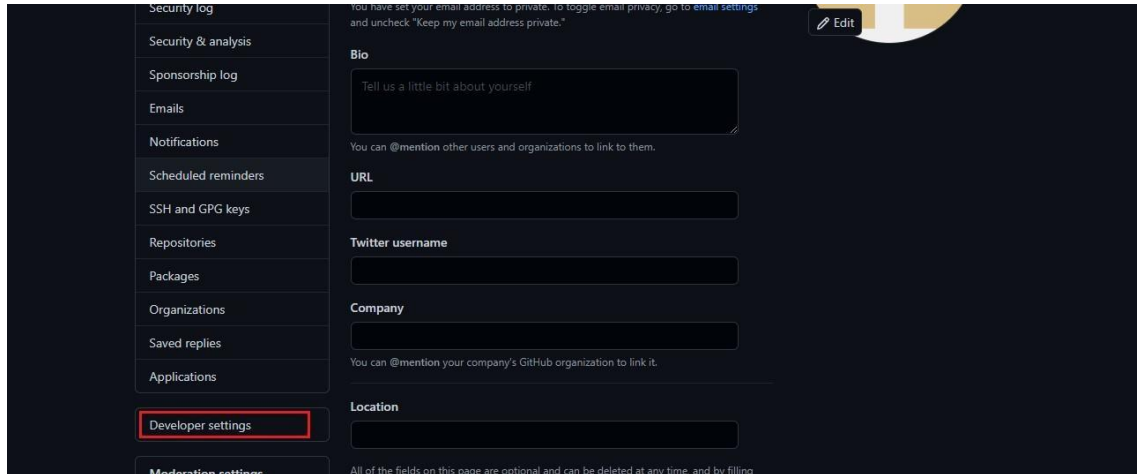 Security log
Security & analysis
Sponsorship log
Emails
Notifications
Scheduled reminders
SSH and GPG keys
Repositories
Packages
Organizations
Saved replies
Applications
Developer settings
Moderation settings
You have set your email address to private. To toggle email privacy, go to email settings
and uncheck "Keep my email address private."
Bio
Tell us a little bit about yourself
You can @mention other users and organizations to link to them.
URL
Twitter username
Company
You can @mention your company's GitHub organization to link it.
Location
All of the fields on this page are optional and can be deleted at any time, and by filling
Edit